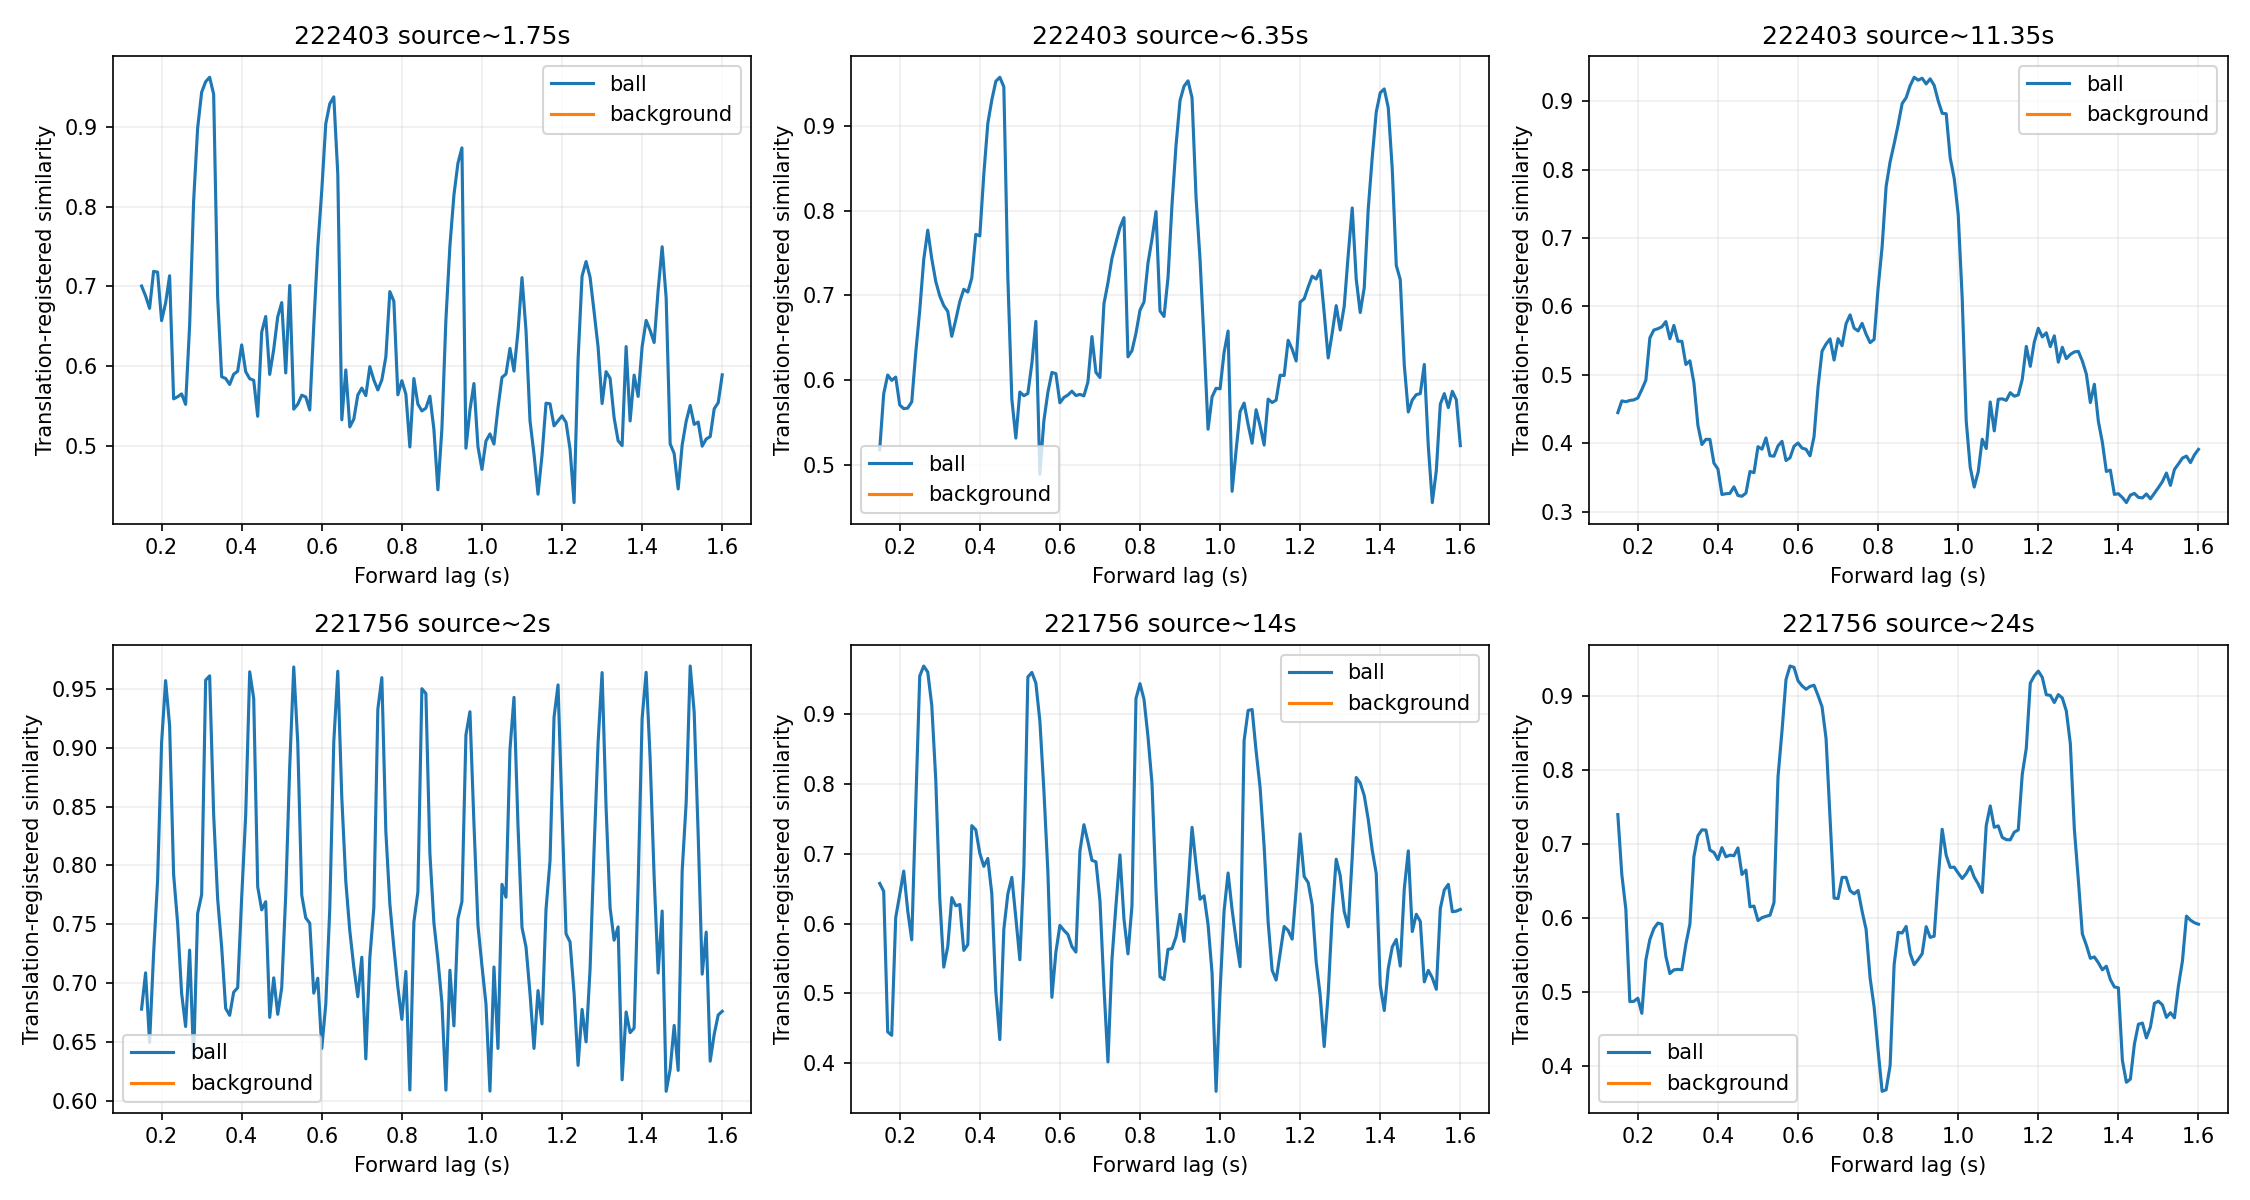 222403 source~1.75s
Translation-registered similarity
0.9
0.8
0.7
0.6
0.5
ball
background
0.2 0.4 0.6 0.8 1.0 1.2 1.4 1.6
Forward lag (s)
222403 source~6.35s
Translation-registered similarity
0.9
0.8
0.7
0.6
0.5
ball
background
0.2 0.4 0.6 0.8 1.0 1.2 1.4 1.6
Forward lag (s)
222403 source~11.35s
Translation-registered similarity
0.9
0.8
0.7
0.6
0.5
0.4
0.3
ball
background
0.2 0.4 0.6 0.8 1.0 1.2 1.4 1.6
Forward lag (s)
221756 source~2s
Translation-registered similarity
0.95
0.90
0.85
0.80
0.75
0.70
0.65
0.60
ball
background
0.2 0.4 0.6 0.8 1.0 1.2 1.4 1.6
Forward lag (s)
221756 source~14s
Translation-registered similarity
0.9
0.8
0.7
0.6
0.5
0.4
ball
background
0.2 0.4 0.6 0.8 1.0 1.2 1.4 1.6
Forward lag (s)
221756 source~24s
Translation-registered similarity
0.9
0.8
0.7
0.6
0.5
0.4
ball
background
0.2 0.4 0.6 0.8 1.0 1.2 1.4 1.6
Forward lag (s)